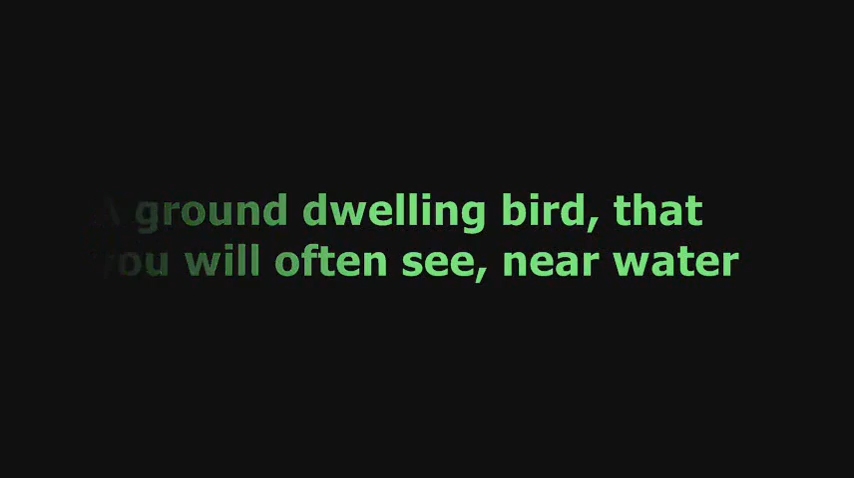 A ground dwelling bird, that
you will often see, near water